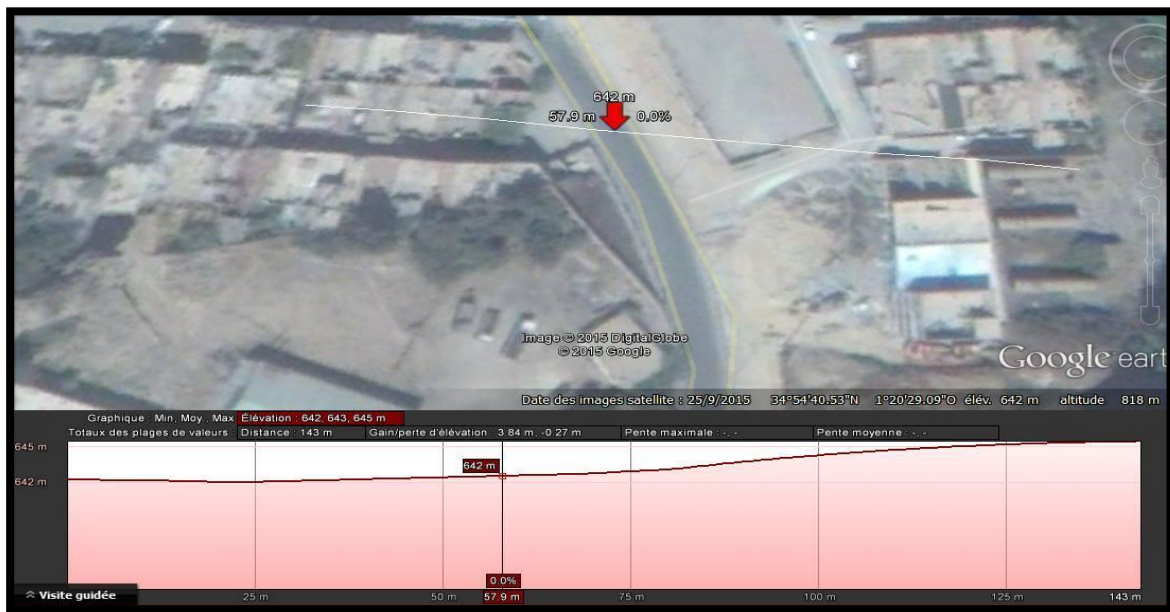 642 m
57.9 m 0.0%
Image © 2015 DigitalGlobe
© 2015 Google
Google eart
Date des images satellite : 25/9/2015 34°54'40.53"N 1°20'29.09"O élév. 642 m altitude 818 m
Graphique : Min, Moy., Max Élévation : 642, 643, 645 m
Totaux des plages de valeurs : Distance : 143 m Gain/perte d'élévation : 3.84 m, -0.27 m Pente maximale : -, - Pente moyenne : -, -
645 m
642 m
642 m
0.0%
Visite guidée 25 m 50 m 57.9 m 75 m 100 m 125 m 143 m